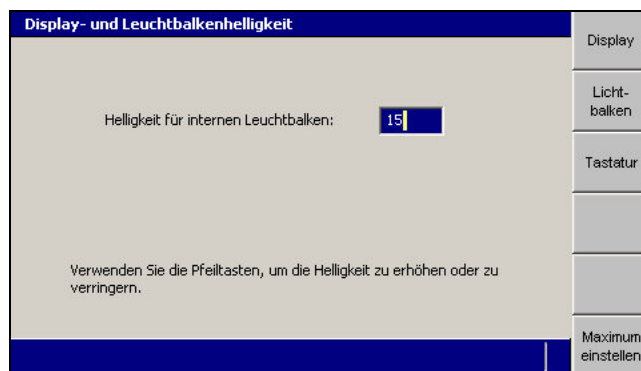 Display- und Leuchtbalkenhelligkeit
Display
Licht-
balken
Helligkeit für internen Leuchtbalken: 15
Tastatur
Verwenden Sie die Pfeiltasten, um die Helligkeit zu erhöhen oder zu
verringern.
Maximum
einstellen